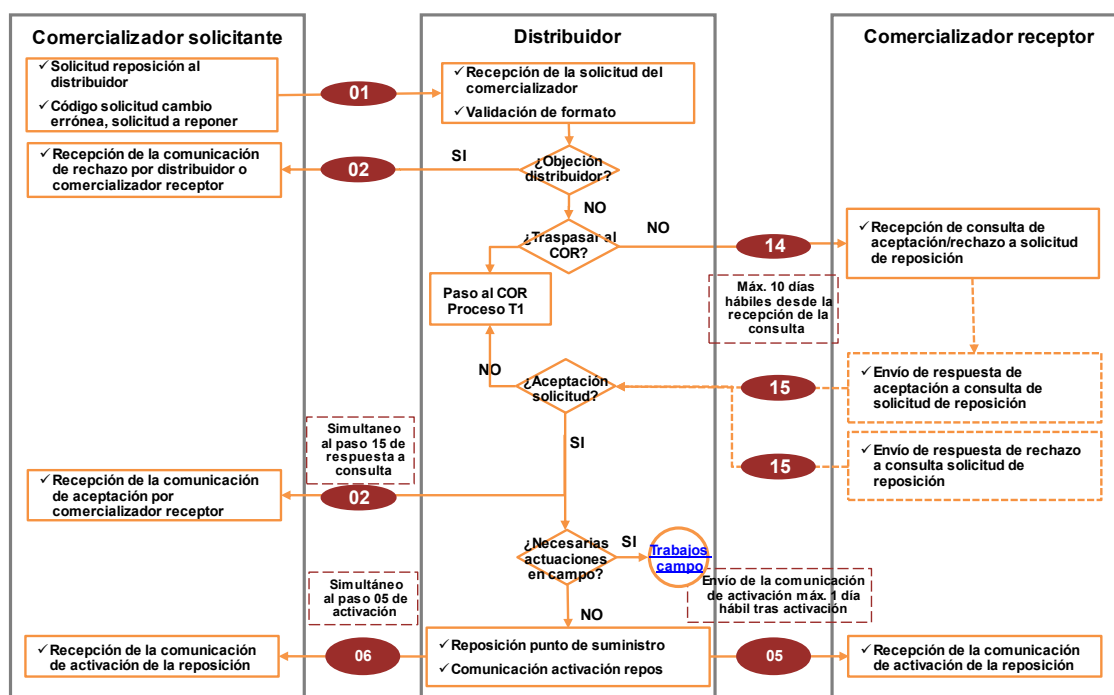 Comercializador solicitante
Distribuidor
Comercializador receptor
✓Solicitud reposición al
distribuidor
✓Código solicitud cambio
errónea, solicitud a reponer
01
✓Recepción de la solicitud del
comercializador
✓Validación de formato
✓Recepción de la comunicación
de rechazo por distribuidor o
comercializador receptor
02
SI
¿Objeción
distribuidor?
NO
¿Traspasar al
COR?
NO
14
✓Recepción de consulta de
aceptación/rechazo a solicitud
de reposición
Paso al COR
Proceso T1
Máx. 10 días
hábiles desde la
recepción de la
consulta
NO
¿Aceptación
solicitud?
15
✓Envío de respuesta de
aceptación a consulta de
solicitud de reposición
Simultaneo
al paso 15 de
respuesta a
consulta
SI
15
✓Envío de respuesta de rechazo
a consulta solicitud de
reposición
✓Recepción de la comunicación
de aceptación por
comercializador receptor
02
¿Necesarias
actuaciones
en campo?
SI
Trabajos
campo
Simultáneo
al paso 05 de
activación
NO
Envío de la comunicación
de activación máx. 1 día
hábil tras activación
✓Recepción de la comunicación
de activación de la reposición
06
✓Reposición punto de suministro
✓Comunicación activación repos
05
✓Recepción de la comunicación
de activación de la reposición